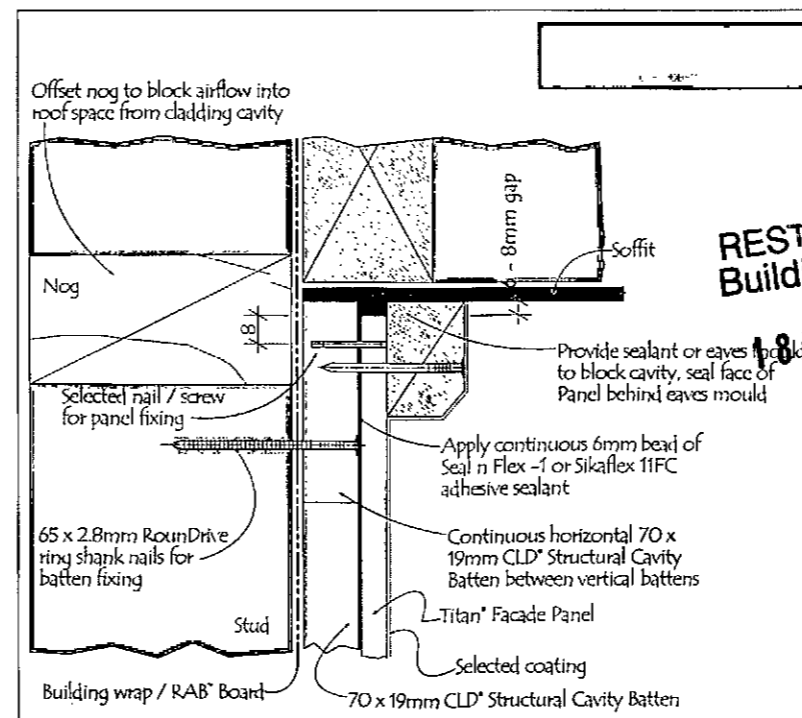 Offset nog to block airflow into
roof space from cladding cavity
8mm gap
Soffit
REST
Buildi
18
Nog
8
Provide sealant or eaves mould
to block cavity, seal face of
Panel behind eaves mould
Selected nail / screw
for panel fixing
Apply continuous 6mm bead of
Seal n Flex -1 or Sikaflex 11FC
adhesive sealant
65 x 2.8mm RounDrive
ring shank nails for
batten fixing
Continuous horizontal 70 x
19mm CLD* Structural Cavity
Batten between vertical battens
Titan* Facade Panel
Stud
Selected coating
Building wrap / RAB™ Board
70 x 19mm CLD* Structural Cavity Batten